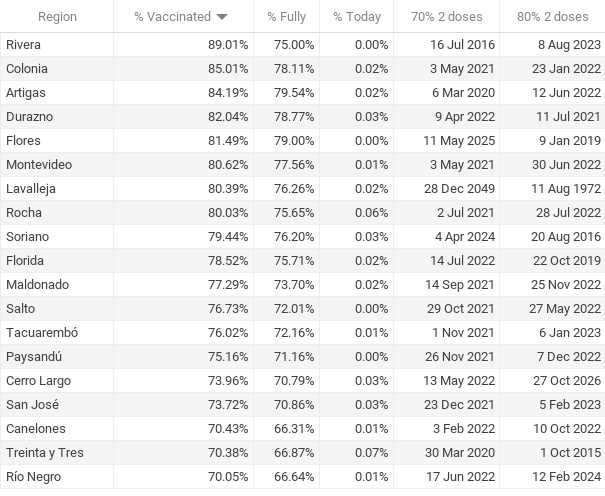 Region % Vaccinated % Fully % Today 70% 2 doses 80% 2 doses
Rivera 89.01% 75.00% 0.00% 16 Jul 2016 8 Aug 2023
Colonia 85.01% 78.11% 0.02% 3 May 2021 23 Jan 2022
Artigas 84.19% 79.54% 0.02% 6 Mar 2020 12 Jun 2022
Durazno 82.04% 78.77% 0.03% 9 Apr 2022 11 Jul 2021
Flores 81.49% 79.00% 0.00% 11 May 2025 9 Jan 2019
Montevideo 80.62% 77.56% 0.01% 3 May 2021 30 Jun 2022
Lavalleja 80.39% 76.26% 0.02% 28 Dec 2049 11 Aug 1972
Rocha 80.03% 75.65% 0.06% 2 Jul 2021 28 Jul 2022
Soriano 79.44% 76.20% 0.03% 4 Apr 2024 20 Aug 2016
Florida 78.52% 75.71% 0.02% 14 Jul 2022 22 Oct 2019
Maldonado 77.29% 73.70% 0.02% 14 Sep 2021 25 Nov 2022
Salto 76.73% 72.01% 0.00% 29 Oct 2021 27 May 2022
Tacuarembó 76.02% 72.16% 0.01% 1 Nov 2021 6 Jan 2023
Paysandú 75.16% 71.16% 0.00% 26 Nov 2021 7 Dec 2022
Cerro Largo 73.96% 70.79% 0.03% 13 May 2022 27 Oct 2026
San José 73.72% 70.86% 0.03% 23 Dec 2021 5 Feb 2023
Canelones 70.43% 66.31% 0.01% 3 Feb 2022 10 Oct 2022
Treinta y Tres 70.38% 66.87% 0.07% 30 Mar 2020 1 Oct 2015
Río Negro 70.05% 66.64% 0.01% 17 Jun 2022 12 Feb 2024